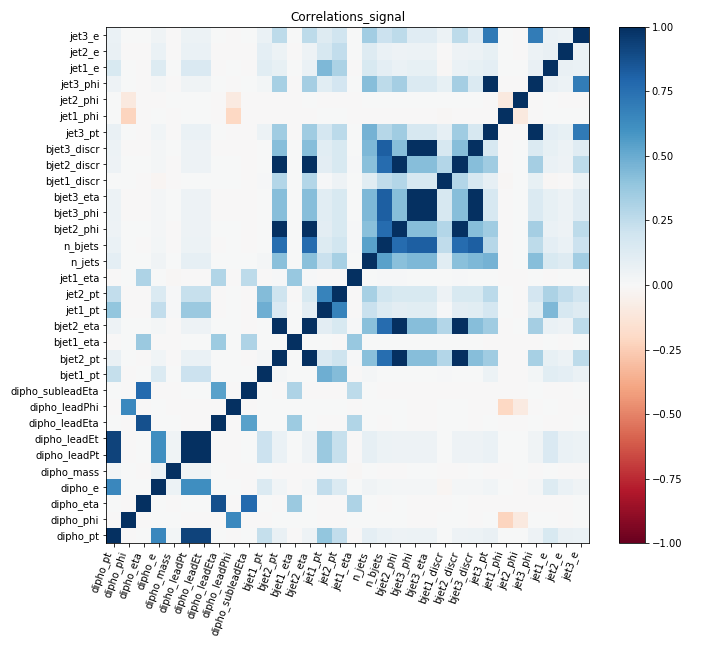 Correlations_signal
jet3_e
jet2_e
jet1_e
jet3_phi
jet2_phi
jet1_phi
jet3_pt
bjet3_discr
bjet2_discr
bjet1_discr
bjet3_eta
bjet3_phi
bjet2_phi
n_bjets
n_jets
jet1_eta
jet2_pt
jet1_pt
bjet2_eta
bjet1_eta
bjet2_pt
bjet1_pt
dipho_subleadEta
dipho_leadPhi
dipho_leadEta
dipho_leadEt
dipho_leadPt
dipho_mass
dipho_e
dipho_eta
dipho_phi
dipho_pt
dipho_pt
dipho_phi
dipho_eta
dipho_e
dipho_mass
dipho_leadPt
dipho_leadEt
dipho_leadEta
dipho_leadPhi
dipho_subleadEta
bjet1_pt
bjet2_pt
bjet1_eta
bjet2_eta
jet1_pt
jet2_pt
jet1_eta
n_jets
n_bjets
bjet2_phi
bjet3_phi
bjet3_eta
bjet1_discr
bjet2_discr
bjet3_discr
jet3_pt
jet1_phi
jet2_phi
jet3_phi
jet1_e
jet2_e
jet3_e
1.00
0.75
0.50
0.25
0.00
−0.25
−0.50
−0.75
−1.00